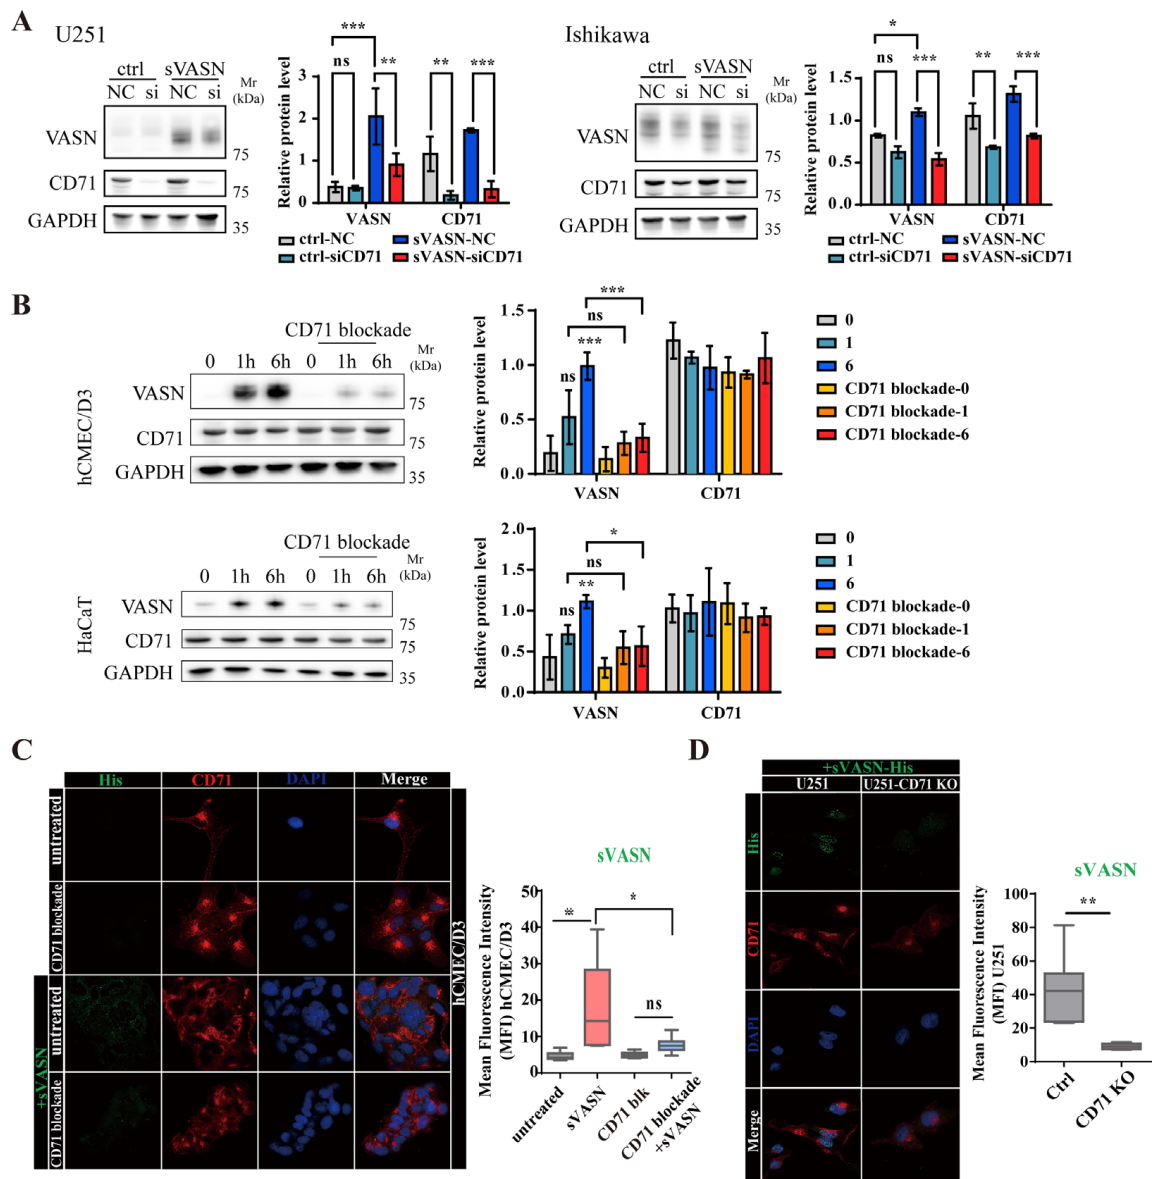 A
U251
ctrl sVASN
NC si NC si
Mr
(kDa)
VASN
75
CD71
75
GAPDH
35
Relative protein level
3
2
1
0
ns
***
**
**
***
VASN CD71
ctrl-NC sVASN-NC
ctrl-siCD71 sVASN-siCD71
Ishikawa
ctrl sVASN
NC si NC si
Mr
(kDa)
VASN
75
CD71
75
GAPDH
35
Relative protein level
1.5
1.0
0.5
0.0
ns
*
***
**
***
VASN CD71
ctrl-NC sVASN-NC
ctrl-siCD71 sVASN-siCD71
B
hCMEC/D3
CD71 blockade
0 1h 6h 0 1h 6h
Mr
(kDa)
VASN
75
CD71
75
GAPDH
35
Relative protein level
1.5
1.0
0.5
0.0
***
ns
***
ns
VASN CD71
0
1
6
CD71 blockade-0
CD71 blockade-1
CD71 blockade-6
HaCaT
CD71 blockade
0 1h 6h 0 1h 6h
Mr
(kDa)
VASN
75
CD71
75
GAPDH
35
Relative protein level
2.0
1.5
1.0
0.5
0.0
*
ns
**
ns
VASN CD71
0
1
6
CD71 blockade-0
CD71 blockade-1
CD71 blockade-6
C
His CD71 DAPI Merge
untreated
CD71 blockade
untreated
CD71 blockade
+sVASN
hCMEC/D3
sVASN
Mean Fluorescence Intensity
(MFI) hCMEC/D3
50
40
30
20
10
0
*
*
ns
untreated
sVASN
CD71 blk
CD71 blockade
+sVASN
D
+sVASN-His
U251 U251-CD71 KO
His
CD71
DAPI
Merge
sVASN
Mean Fluorescence Intensity
(MFI) U251
100
80
60
40
20
0
**
Ctrl
CD71 KO